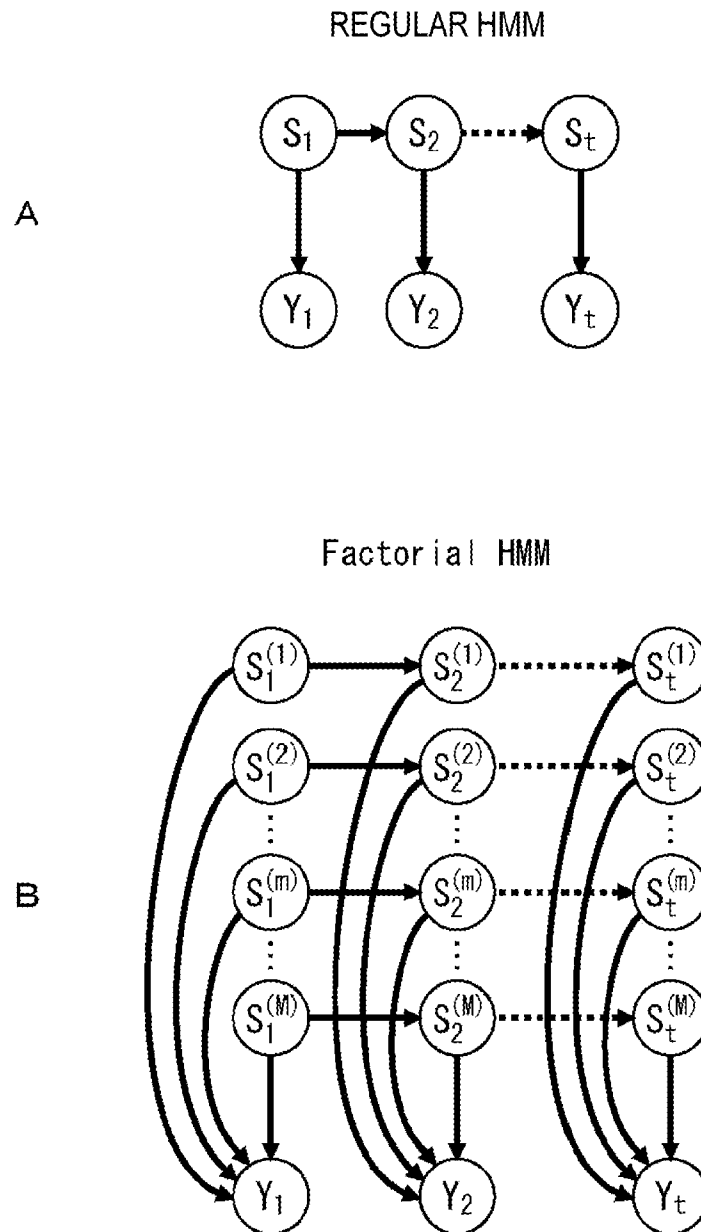 REGULAR HMM
A
S₁ S₂ Sₜ
Y₁ Y₂ Yₜ
Factorial HMM
B
S₁⁽¹⁾ S₂⁽¹⁾ Sₜ⁽¹⁾
S₁⁽²⁾ S₂⁽²⁾ Sₜ⁽²⁾
S₁⁽ᵐ⁾ S₂⁽ᵐ⁾ Sₜ⁽ᵐ⁾
S₁⁽ᴹ⁾ S₂⁽ᴹ⁾ Sₜ⁽ᴹ⁾
Y₁ Y₂ Yₜ